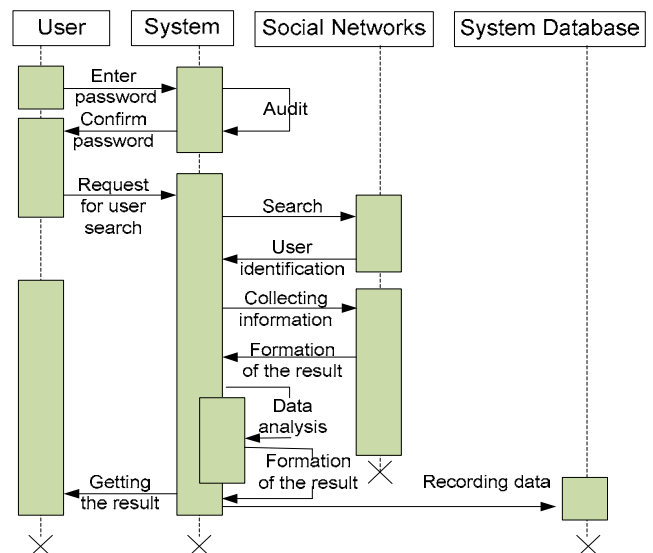 User
System
Social Networks
System Database
Enter
password
Audit
Confirm
password
Request
for user
search
Search
User
identification
Collecting
information
Formation
of the result
Data
analysis
Formation
of the result
Getting
the result
Recording data